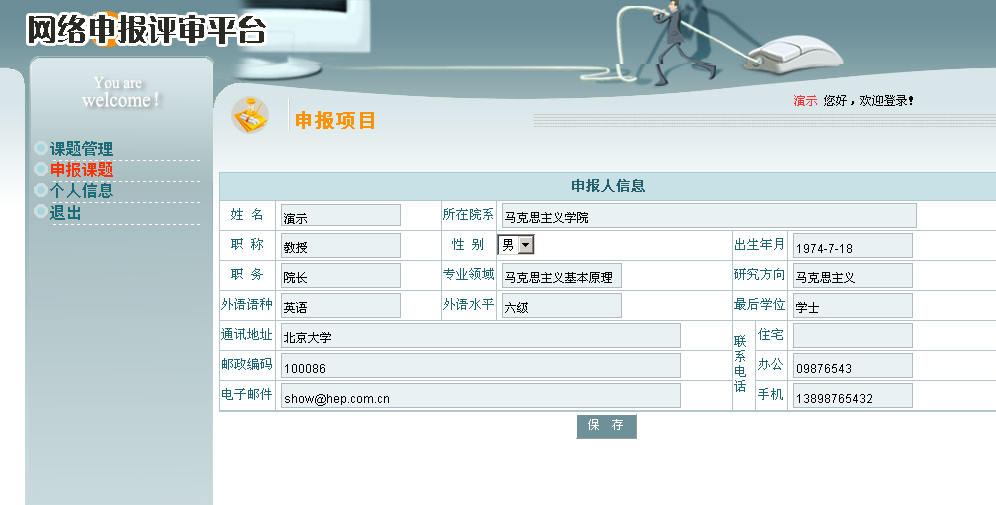 网络申报评审平台
You are
welcome!
演示 您好，欢迎登录!
申报项目
课题管理
申报课题
个人信息
退出
申报人信息
姓 名 演示 所在院系 马克思主义学院
职 称 教授 性 别 男 出生年月 1974-7-18
职 务 院长 专业领域 马克思主义基本原理 研究方向 马克思主义
外语语种 英语 外语水平 六级 最后学位 学士
通讯地址 北京大学 联系电话 住宅
邮政编码 100086 办公 09876543
电子邮件 show@hep.com.cn 手机 13898765432
保 存